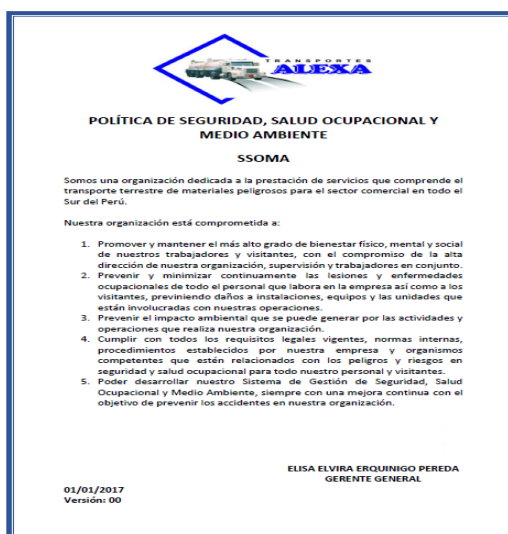 TRANSPORTES
ALEXA
POLÍTICA DE SEGURIDAD, SALUD OCUPACIONAL Y
MEDIO AMBIENTE
SSOMA
Somos una organización dedicada a la prestación de servicios que comprende el
transporte terrestre de materiales peligrosos para el sector comercial en todo el
Sur del Perú.
Nuestra organización está comprometida a:
1. Promover y mantener el más alto grado de bienestar físico, mental y social
de nuestros trabajadores y visitantes, con el compromiso de la alta
dirección de nuestra organización, supervisión y trabajadores en conjunto.
2. Prevenir y minimizar continuamente las lesiones y enfermedades
ocupacionales de todo el personal que labora en la empresa así como a los
visitantes, previniendo daños a instalaciones, equipos y las unidades que
están involucradas con nuestras operaciones.
3. Prevenir el impacto ambiental que se puede generar por las actividades y
operaciones que realiza nuestra organización.
4. Cumplir con todos los requisitos legales vigentes, normas internas,
procedimientos establecidos por nuestra empresa y organismos
competentes que estén relacionados con los peligros y riesgos en
seguridad y salud ocupacional para todo nuestro personal y visitantes.
5. Poder desarrollar nuestro Sistema de Gestión de Seguridad, Salud
Ocupacional y Medio Ambiente, siempre con una mejora continua con el
objetivo de prevenir los accidentes en nuestra organización.
ELISA ELVIRA ERQUINIGO PEREDA
GERENTE GENERAL
01/01/2017
Versión: 00